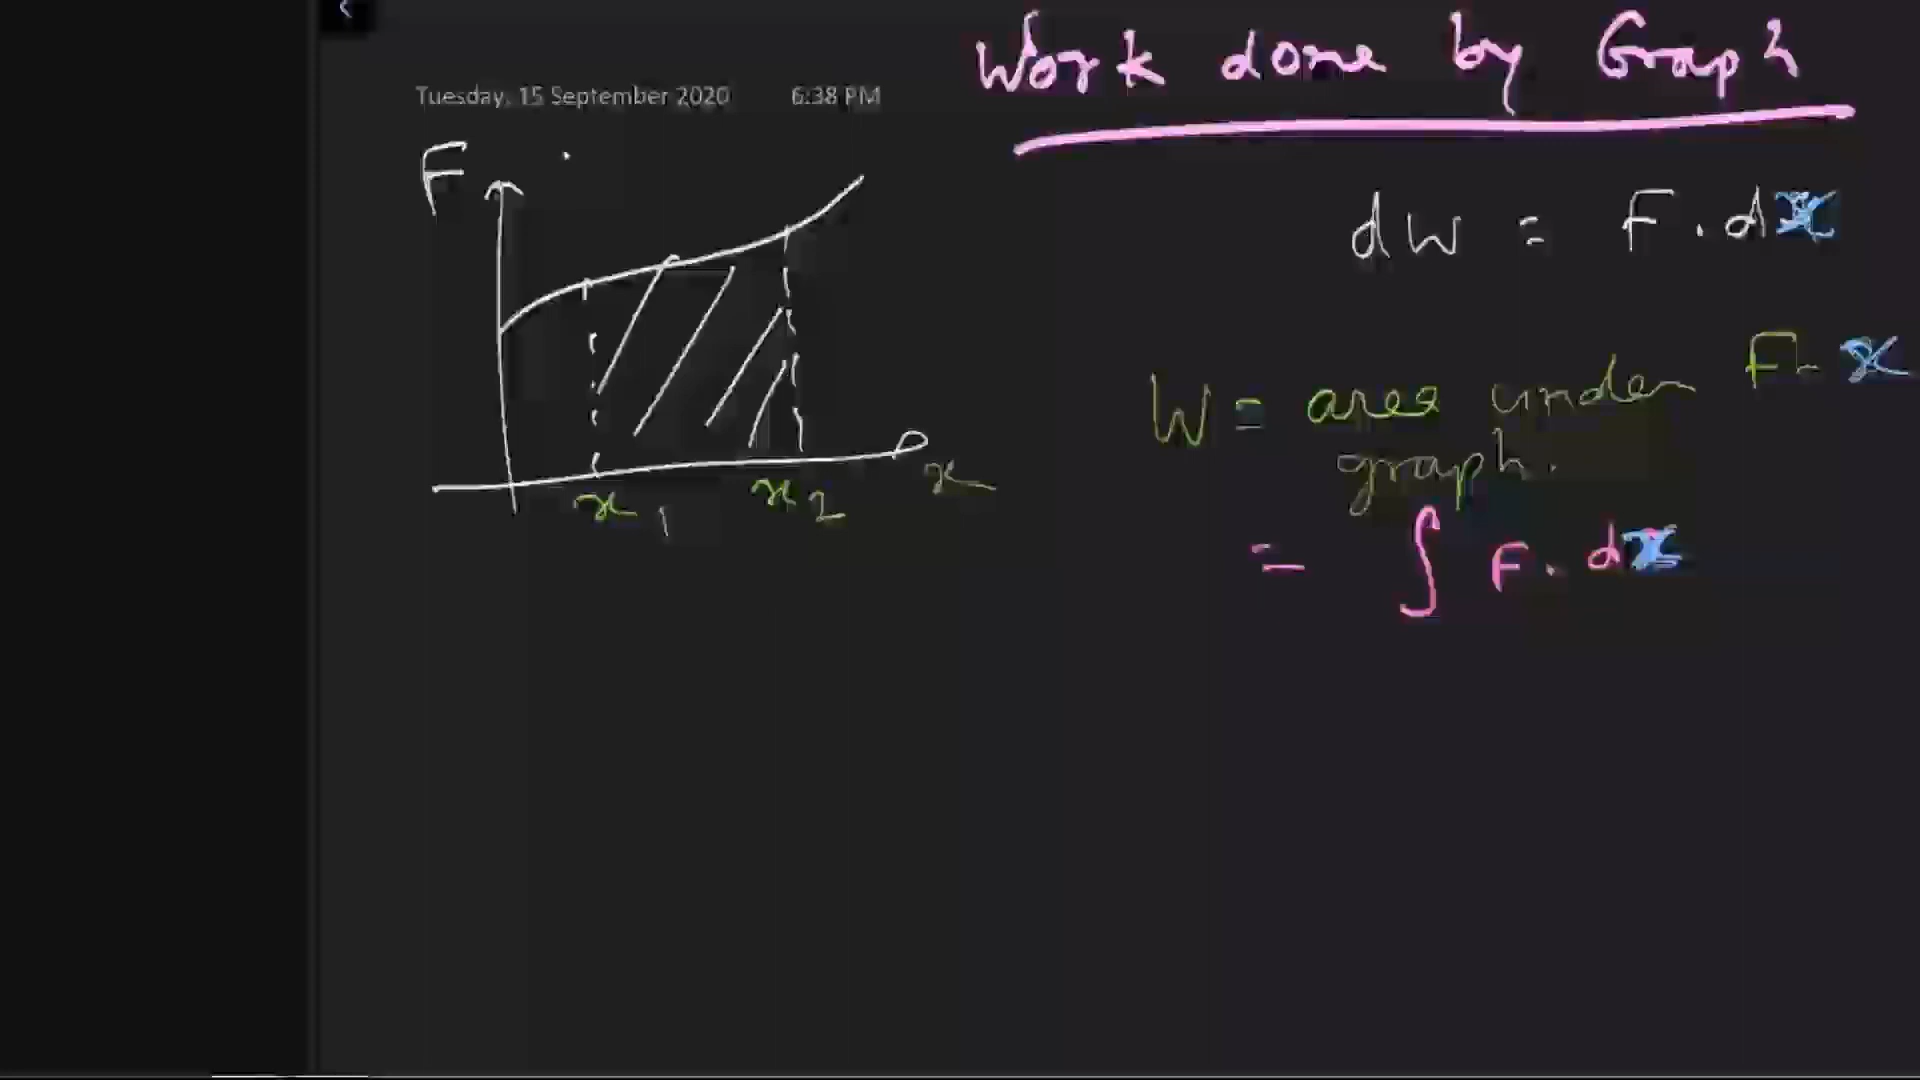 Work done by Graph
Tuesday, 15 September 2020 6:38 PM
F
dW = F. dx
W = area under F-x
graph.
x1 x2 x
= ∫ F. dx